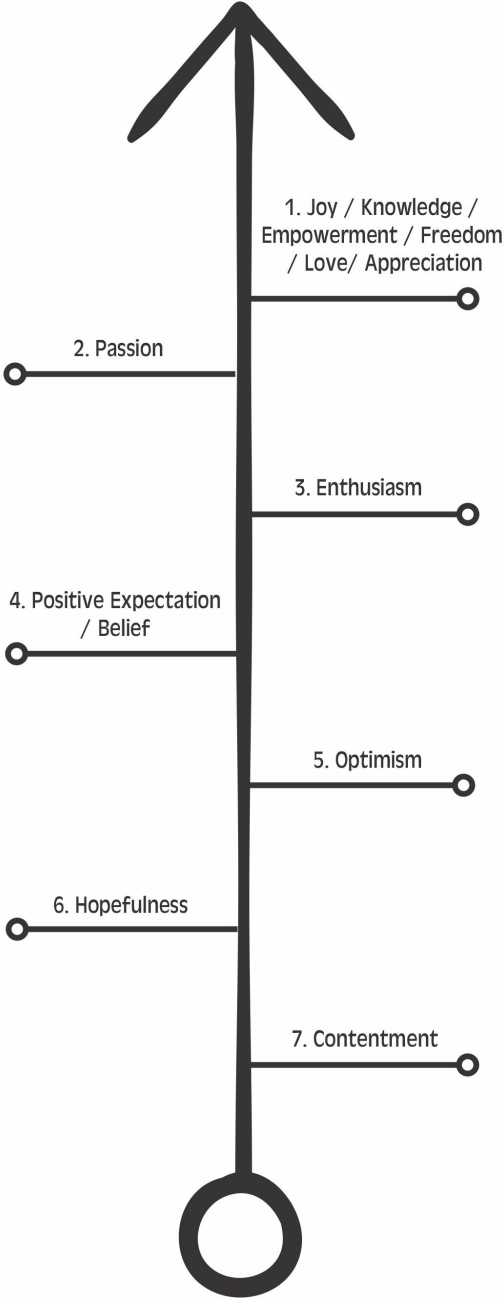 1. Joy / Knowledge /
Empowerment / Freedom
/ Love/ Appreciation
2. Passion
3. Enthusiasm
4. Positive Expectation
/ Belief
5. Optimism
6. Hopefulness
7. Contentment